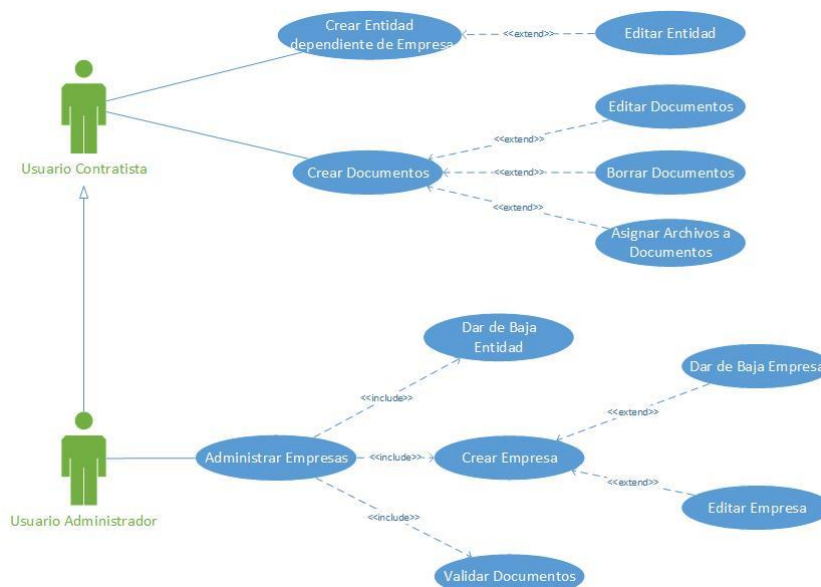 Crear Entidad
dependiente de Empresa
<<extend>>
Editar Entidad
Editar Documentos
<<extend>>
Usuario Contratista
Crear Documentos
<<extend>>
Borrar Documentos
<<extend>>
Asignar Archivos a
Documentos
Dar de Baja
Entidad
Dar de Baja Empresa
<<include>>
<<extend>>
Administrar Empresas
<<include>>
Crear Empresa
<<extend>>
Editar Empresa
Usuario Administrador
<<include>>
Validar Documentos